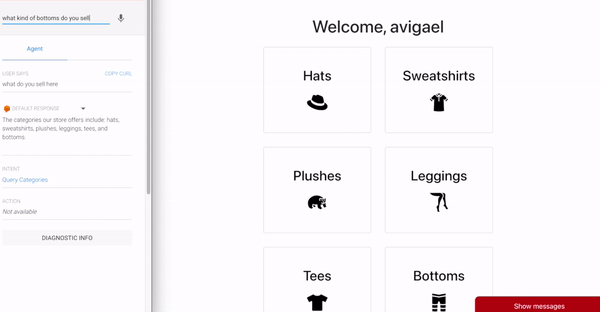 what kind of bottoms do you sell
Agent
USER SAYS
COPY CURL
what do you sell here
DEFAULT RESPONSE
The categories our store offers include: hats,
sweatshirts, plushes, leggings, tees, and
bottoms.
INTENT
Query Categories
ACTION
Not available
DIAGNOSTIC INFO
Welcome, avigael
Hats
Sweatshirts
Plushes
Leggings
Tees
Bottoms
Show messages